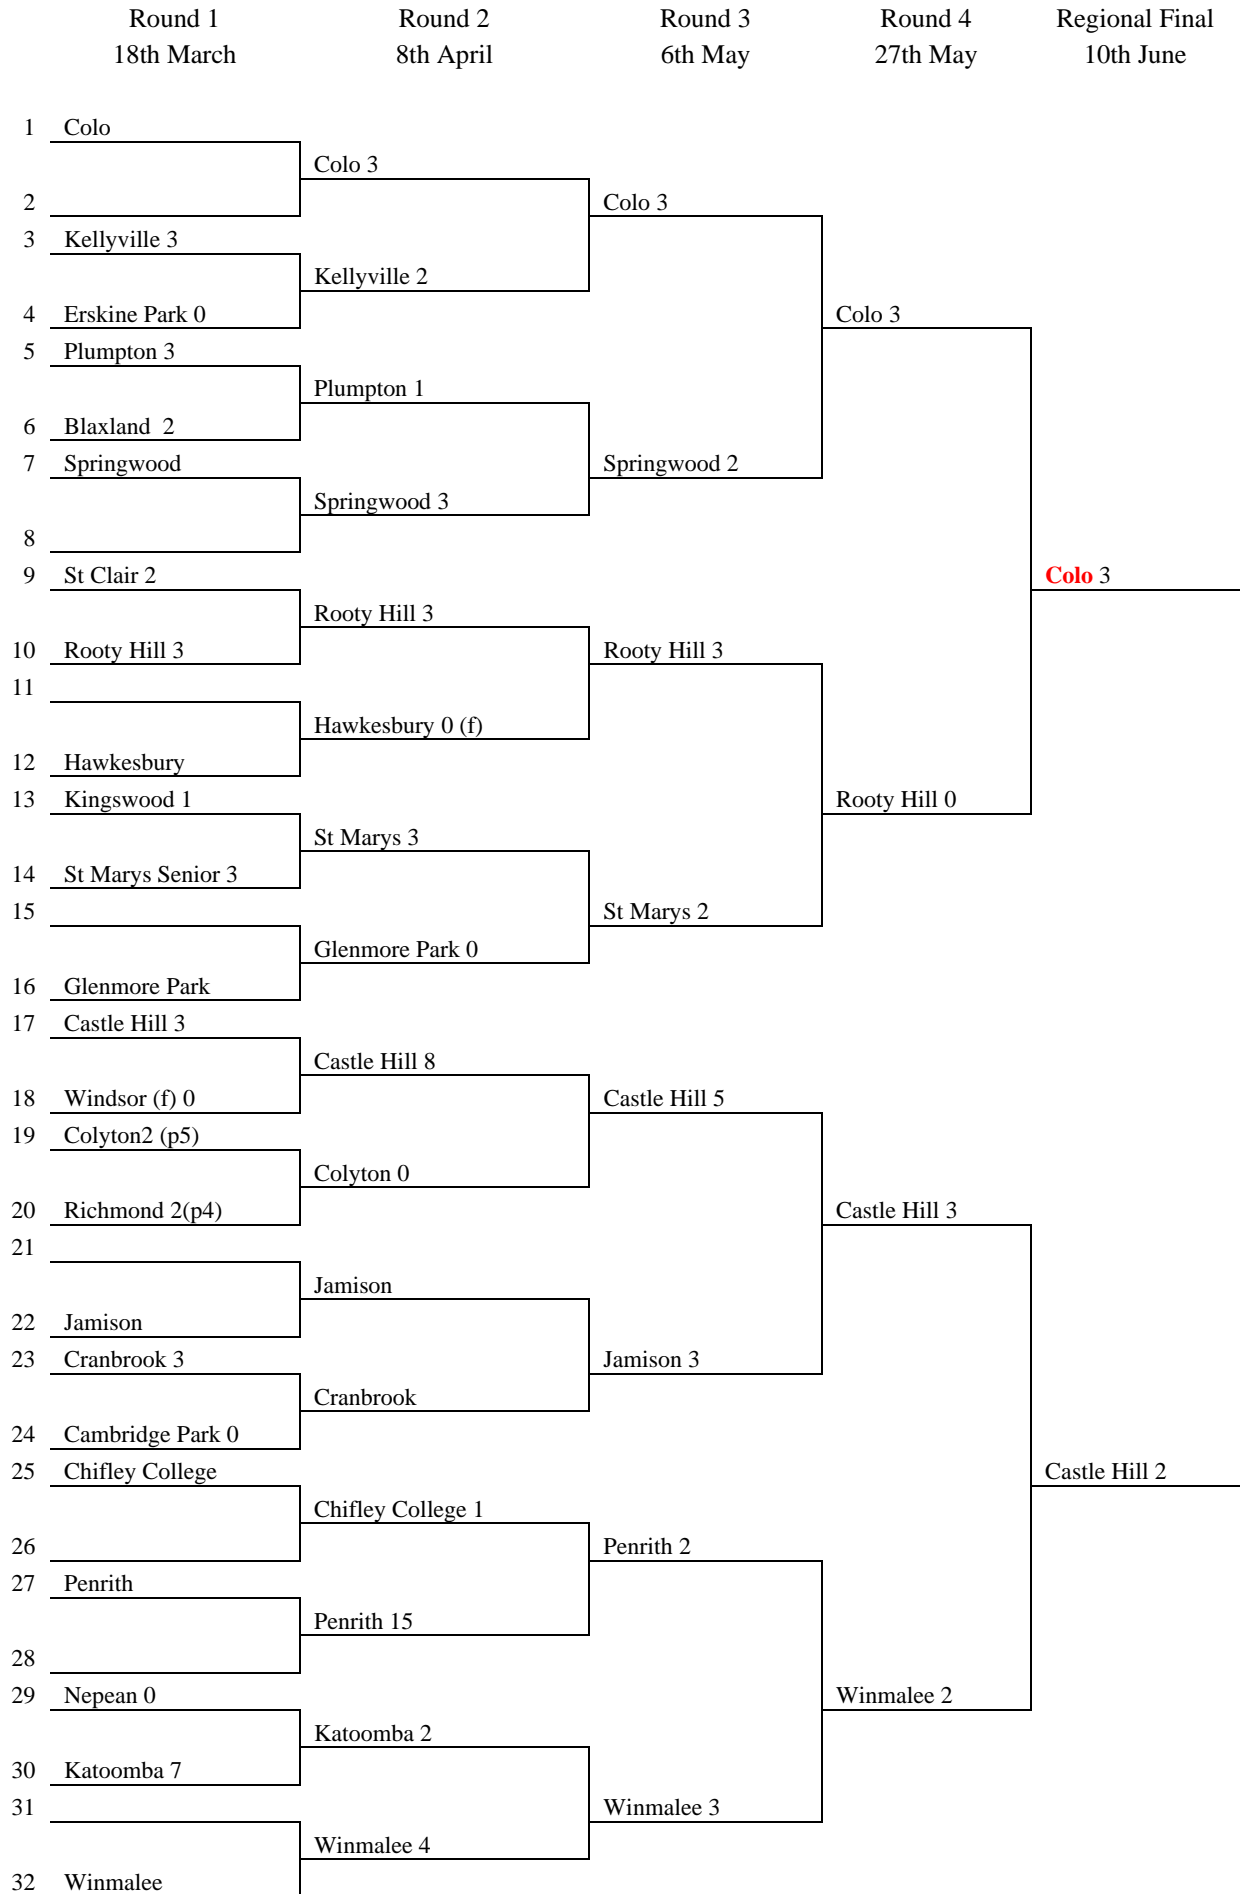 Round 1 Round 2 Round 3 Round 4 Regional Final
18th March 8th April 6th May 27th May 10th June
1 Colo
Colo 3
2
Colo 3
3 Kellyville 3
Kellyville 2
4 Erskine Park 0
Colo 3
5 Plumpton 3
Plumpton 1
6 Blaxland 2
7 Springwood
Springwood 2
Springwood 3
8
9 St Clair 2
Colo 3
Rooty Hill 3
10 Rooty Hill 3
Rooty Hill 3
11
Hawkesbury 0 (f)
12 Hawkesbury
13 Kingswood 1
Rooty Hill 0
St Marys 3
14 St Marys Senior 3
15
St Marys 2
Glenmore Park 0
16 Glenmore Park
17 Castle Hill 3
Castle Hill 8
18 Windsor (f) 0
Castle Hill 5
19 Colyton2 (p5)
Colyton 0
20 Richmond 2(p4)
Castle Hill 3
21
Jamison
22 Jamison
23 Cranbrook 3
Jamison 3
Cranbrook
24 Cambridge Park 0
25 Chifley College
Castle Hill 2
Chifley College 1
26
Penrith 2
27 Penrith
Penrith 15
28
29 Nepean 0
Winmalee 2
Katoomba 2
30 Katoomba 7
31
Winmalee 3
Winmalee 4
32 Winmalee